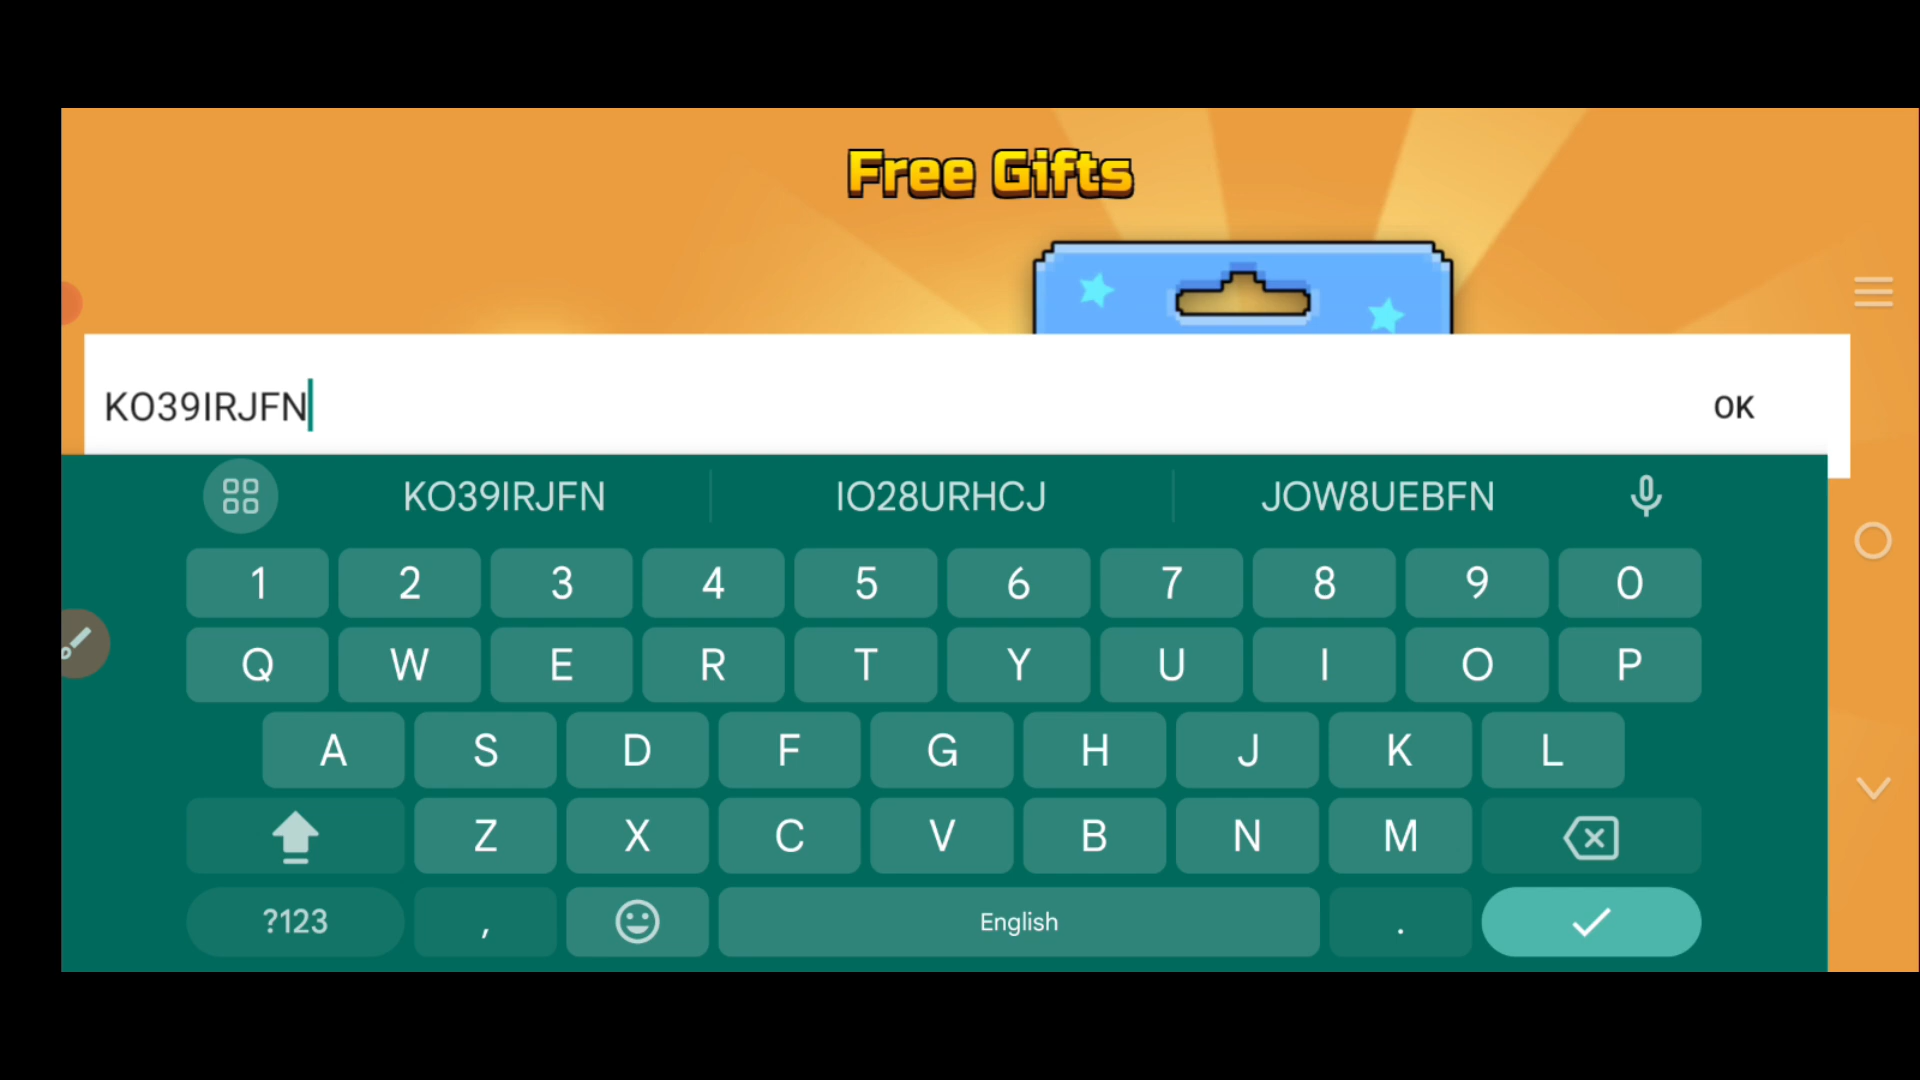 Free Gifts
KO39IRJFN
OK
KO39IRJFN IO28URHCJ JOW8UEBFN
1 2 3 4 5 6 7 8 9 0
Q W E R T Y U I O P
A S D F G H J K L
Z X C V B N M
?123 , English .